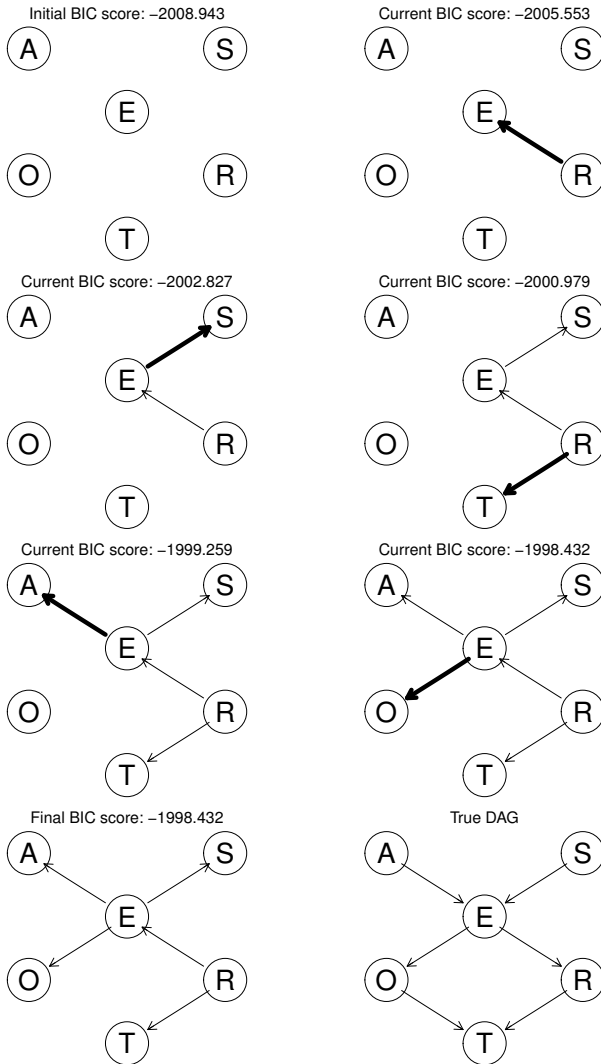 Initial BIC score: −2008.943
A S
E
O R
T
Current BIC score: −2005.553
A S
E
O R
T
Current BIC score: −2002.827
A S
E
O R
T
Current BIC score: −2000.979
A S
E
O R
T
Current BIC score: −1999.259
A S
E
O R
T
Current BIC score: −1998.432
A S
E
O R
T
Final BIC score: −1998.432
A S
E
O R
T
True DAG
A S
E
O R
T